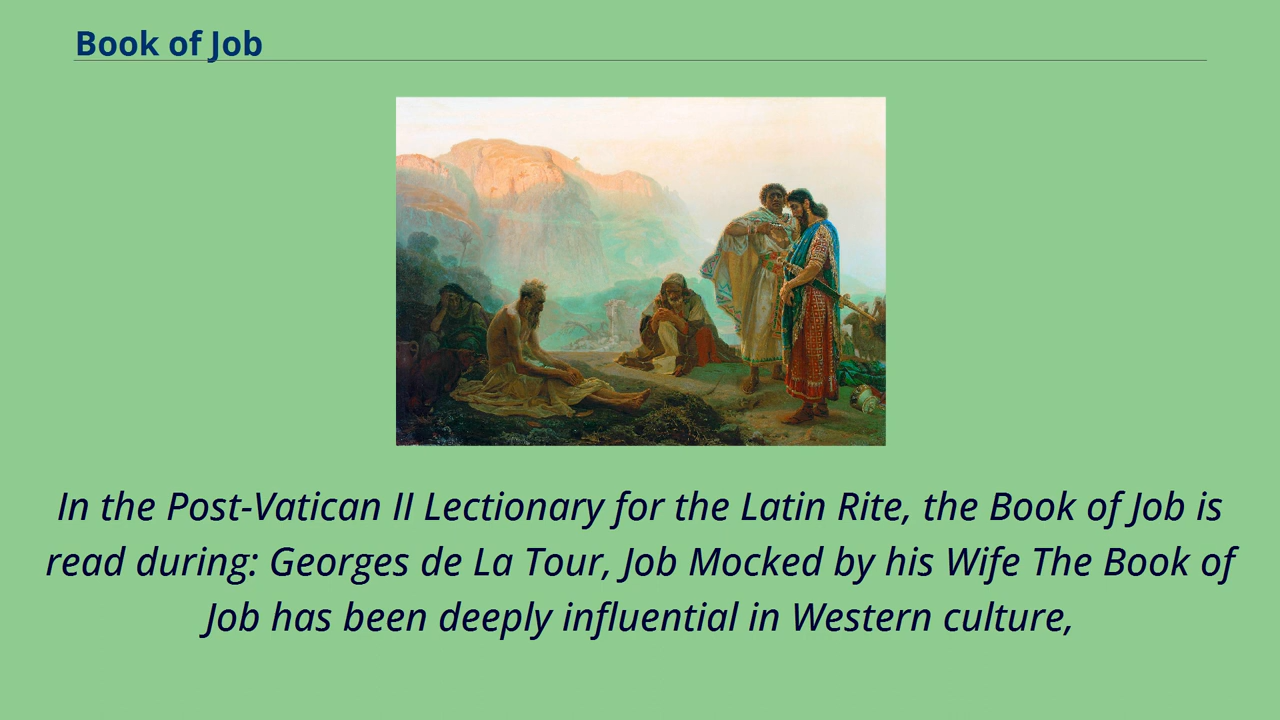 Book of Job
In the Post-Vatican II Lectionary for the Latin Rite, the Book of Job is
read during: Georges de La Tour, Job Mocked by his Wife The Book of
Job has been deeply influential in Western culture,